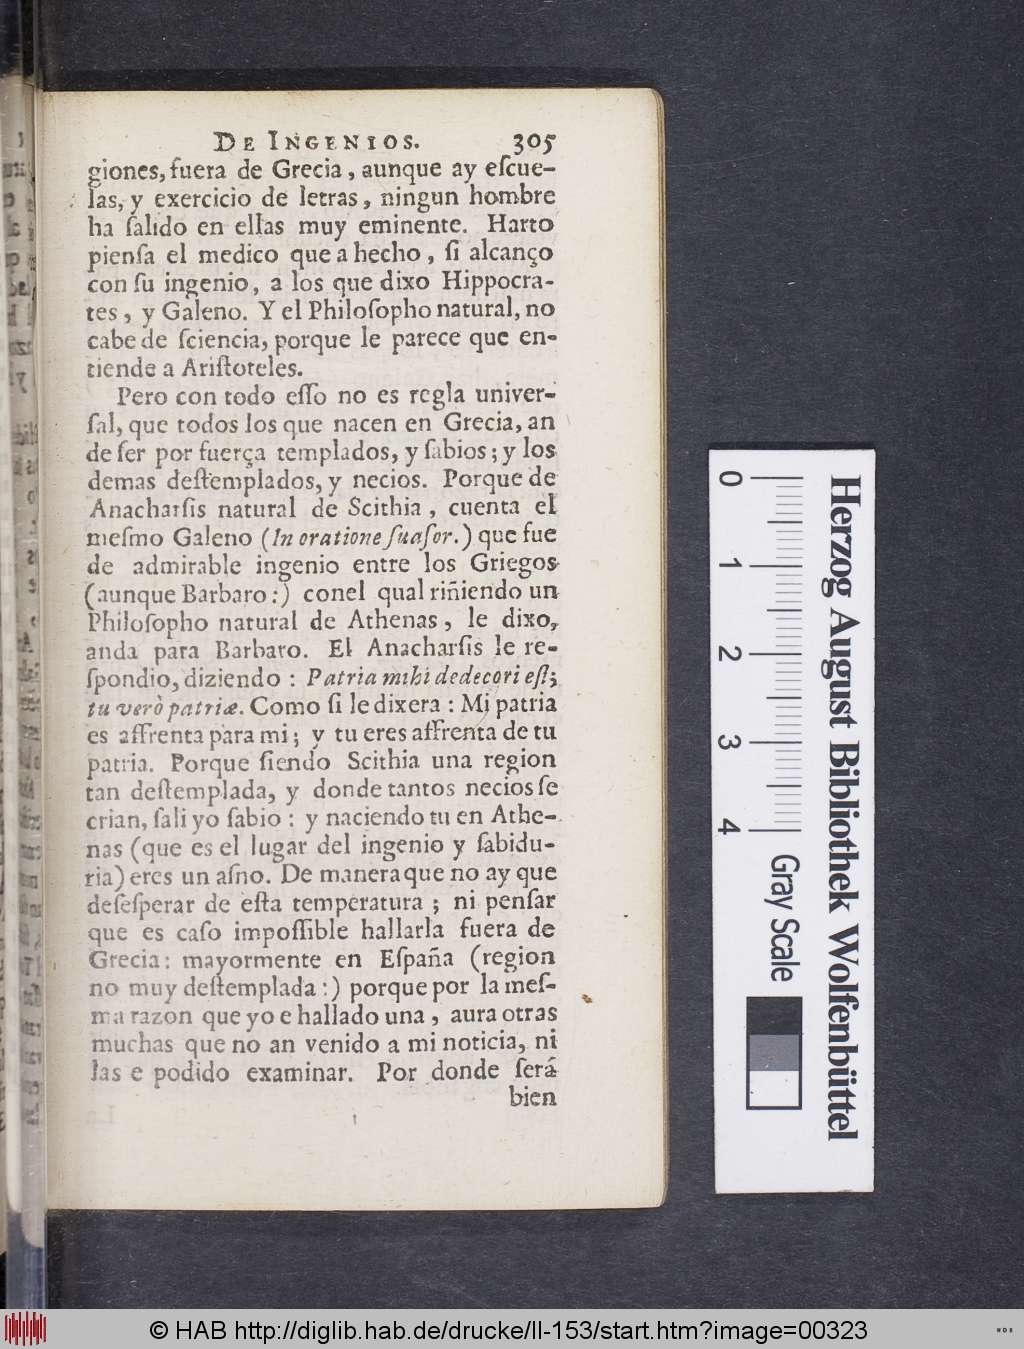 DE INGENIOS. 305
giones, fuera de Grecia, aunque ay eſcue-
las, y exercicio de letras, ningun hombre
ha ſalido en ellas muy eminente. Harto
pienſa el medico que a hecho, ſi alcanço
con ſu ingenio, a los que dixo Hippocra-
tes, y Galeno. Y el Philoſopho natural, no
cabe de ſciencia, porque le parece que en-
tiende a Ariſtoteles.
Pero con todo eſſo no es regla univer-
ſal, que todos los que nacen en Grecia, an
de ſer por fuerça templados, y ſabios; y los
demas deſtemplados, y necios. Porque de
Anacharſis natural de Scithia, cuenta el
meſmo Galeno (In oratione ſuaſor.) que fue
de admirable ingenio entre los Griegos
(aunque Barbaro:) conel qual riñiendo un
Philoſopho natural de Athenas, le dixo,
anda para Barbaro. El Anacharſis le re-
ſpondio, diziendo: Patria mihi dedecori eſt;
tu verò patriæ. Como ſi le dixera: Mi patria
es affrenta para mi; y tu eres affrenta de tu
patria. Porque ſiendo Scithia una region
tan deſtemplada, y donde tantos necios ſe
crian, ſali yo ſabio: y naciendo tu en Athe-
nas (que es el lugar del ingenio y ſabidu-
ria) eres un aſno. De manera que no ay que
deſeſperar de eſta temperatura; ni penſar
que es caſo impoſſible hallarla fuera de
Grecia: mayormente en Eſpaña (region
no muy deſtemplada:) porque por la meſ-
ma razon que yo e hallado una, aura otras
muchas que no an venido a mi noticia, ni
las e podido examinar. Por donde ſerá
bien
0 1 2 3 4 Gray Scale
Herzog August Bibliothek Wolfenbüttel
© HAB http://diglib.hab.de/drucke/ll-153/start.htm?image=00323